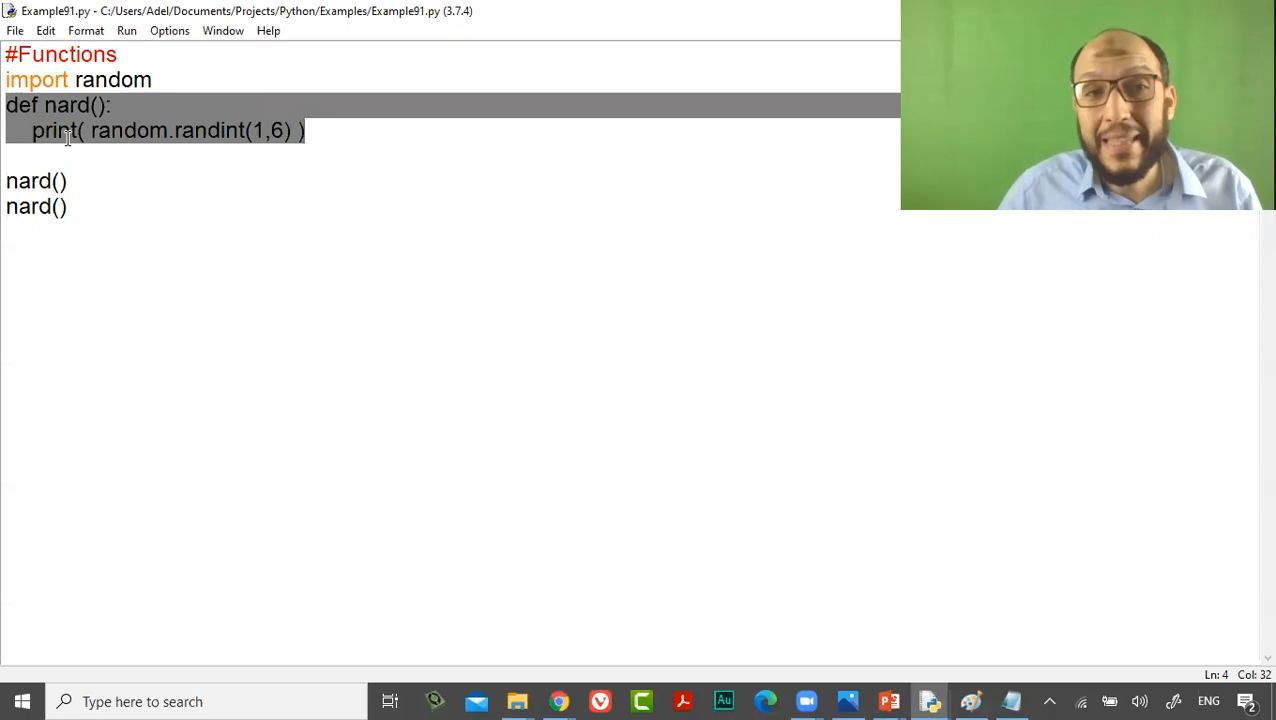 Example91.py - C:/Users/Adel/Documents/Projects/Python/Examples/Example91.py (3.7.4)
File Edit Format Run Options Window Help
#Functions
import random
def nard():
    print( random.randint(1,6) )
nard()
nard()
Ln: 4 Col: 32
Type here to search
Au
ENG
2